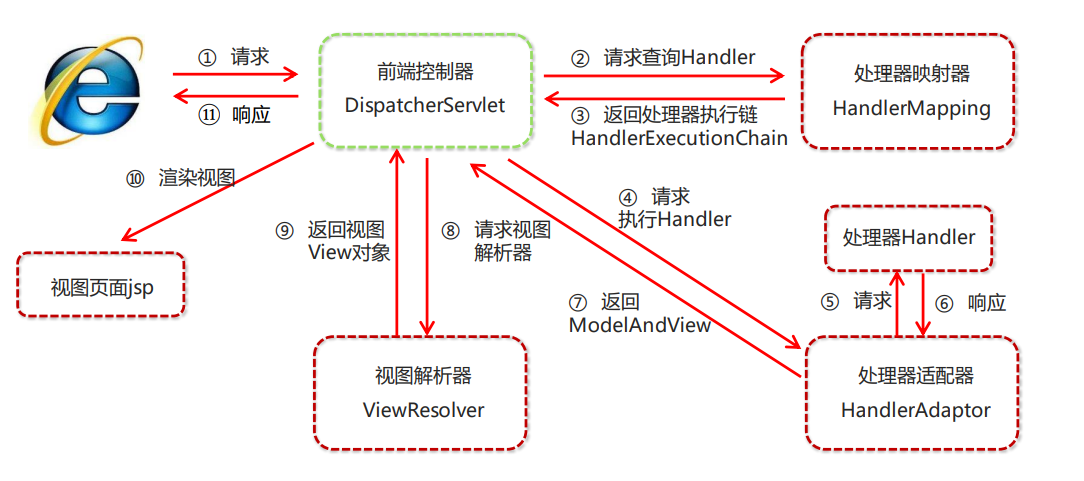 ① 请求
⑪ 响应
前端控制器
DispatcherServlet
② 请求查询Handler
③ 返回处理器执行链
HandlerExecutionChain
处理器映射器
HandlerMapping
⑩ 渲染视图
④ 请求
执行Handler
⑨ 返回视图
View对象
⑧ 请求视图
解析器
处理器Handler
视图页面jsp
⑦ 返回
ModelAndView
⑤ 请求
⑥ 响应
视图解析器
ViewResolver
处理器适配器
HandlerAdaptor